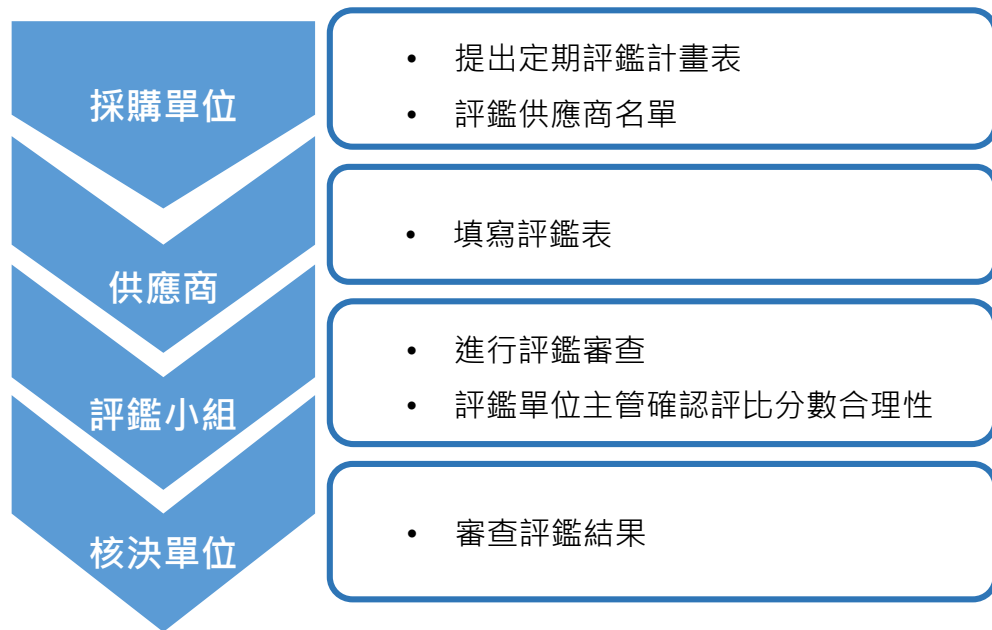 採購單位
• 提出定期評鑑計畫表
• 評鑑供應商名單
供應商
• 填寫評鑑表
評鑑小組
• 進行評鑑審查
• 評鑑單位主管確認評比分數合理性
核決單位
• 審查評鑑結果